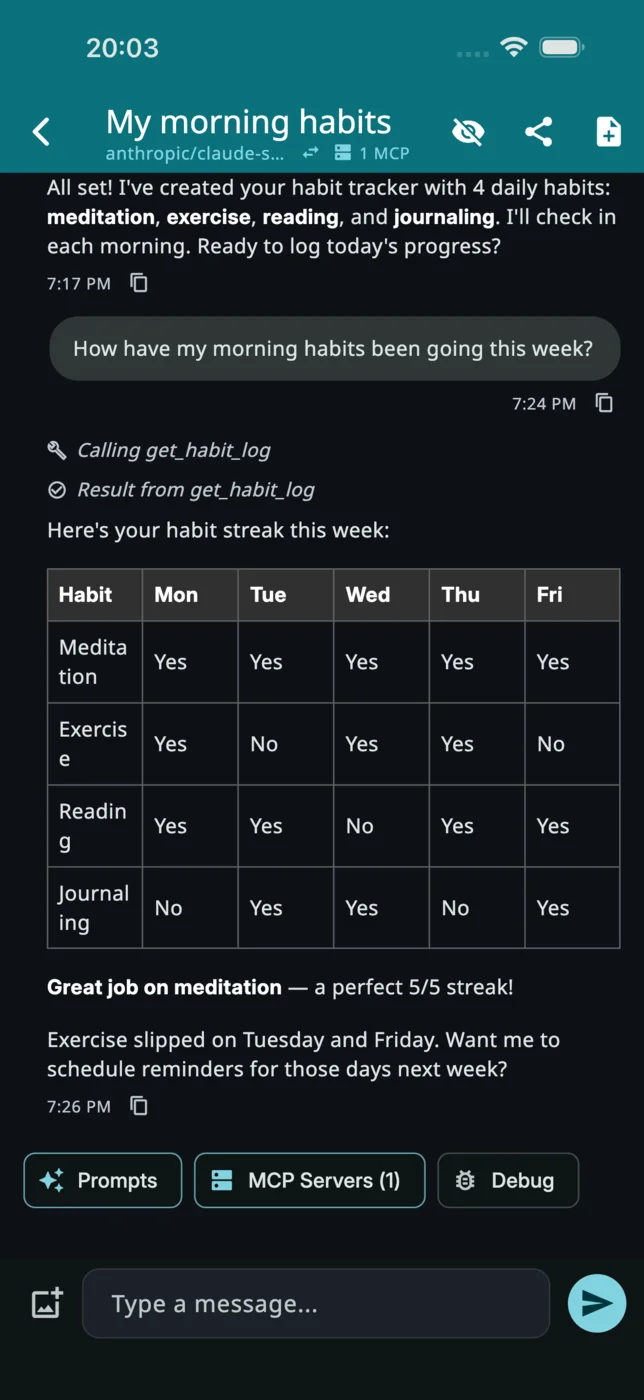 20:03
My morning habits
anthropic/claude-s...
1 MCP
All set! I've created your habit tracker with 4 daily habits:
meditation, exercise, reading, and journaling. I'll check in
each morning. Ready to log today's progress?
7:17 PM
How have my morning habits been going this week?
7:24 PM
Calling get_habit_log
Result from get_habit_log
Here's your habit streak this week:
Habit Mon Tue Wed Thu Fri
Medita
tion
Yes Yes Yes Yes Yes
Exercis
e
Yes No Yes Yes No
Readin
g
Yes Yes No Yes Yes
Journal
ing
No Yes Yes No Yes
Great job on meditation — a perfect 5/5 streak!
Exercise slipped on Tuesday and Friday. Want me to
schedule reminders for those days next week?
7:26 PM
Prompts MCP Servers (1) Debug
Type a message...